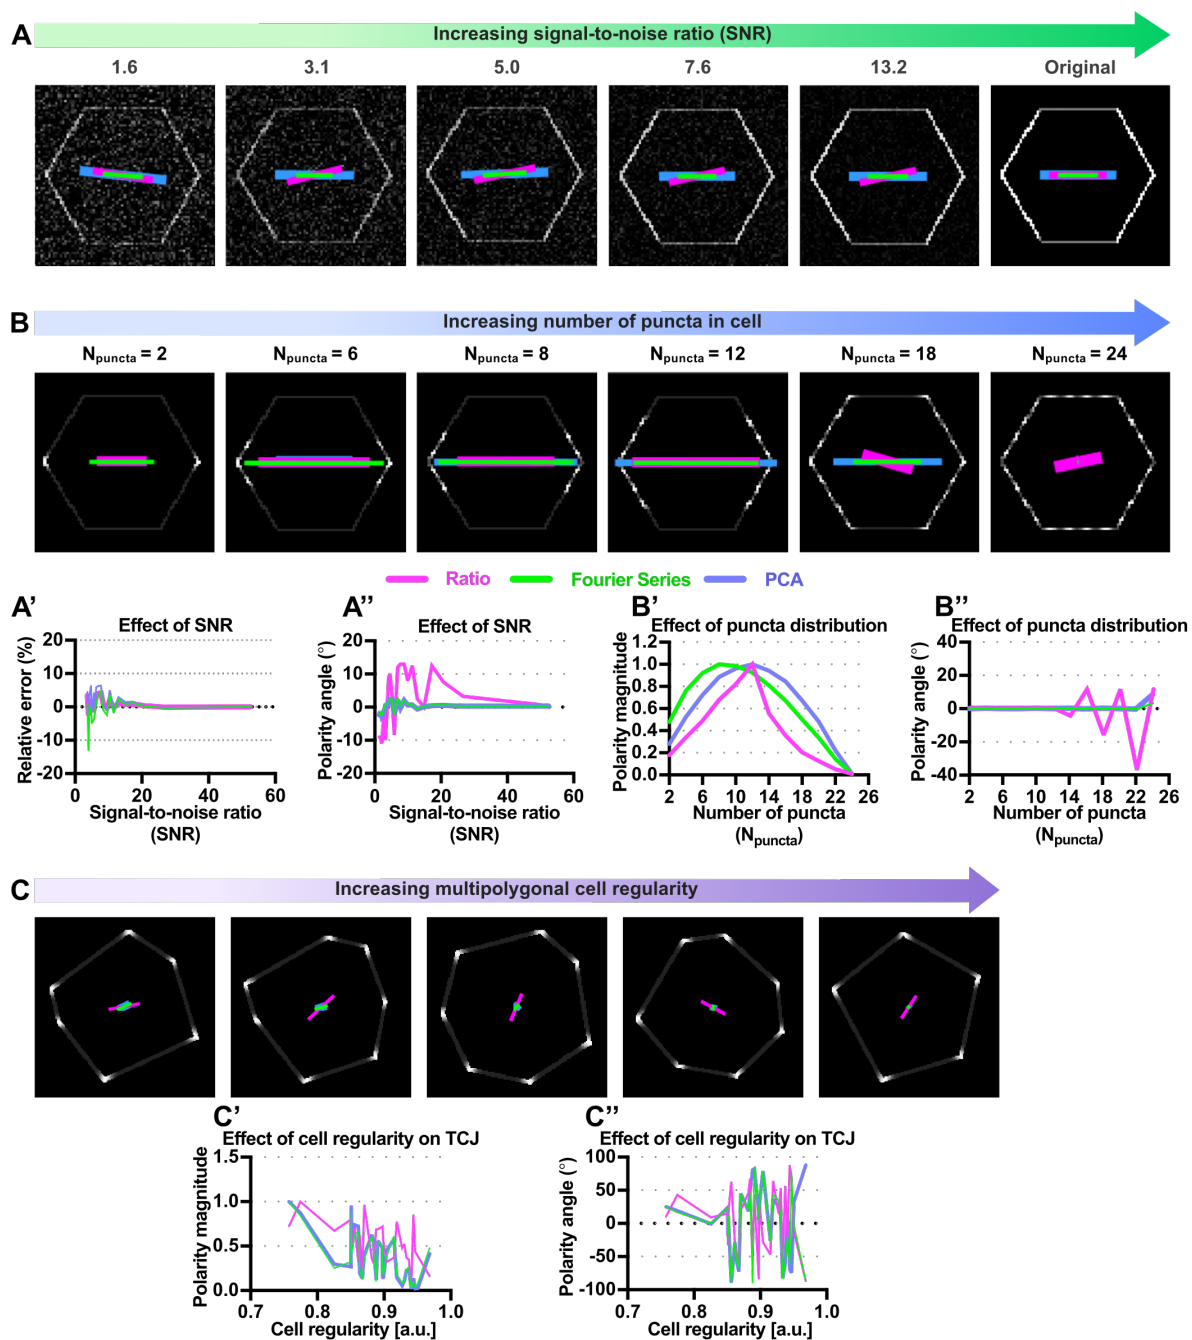 A
Increasing signal-to-noise ratio (SNR)
1.6 3.1 5.0 7.6 13.2 Original
B
Increasing number of puncta in cell
Npuncta = 2 Npuncta = 6 Npuncta = 8 Npuncta = 12 Npuncta = 18 Npuncta = 24
Ratio Fourier Series PCA
A’
Effect of SNR
Relative error (%)
20
10
0
-10
-20
0 20 40 60
Signal-to-noise ratio
(SNR)
A’’
Effect of SNR
Polarity angle (°)
20
10
0
-10
-20
0 20 40 60
Signal-to-noise ratio
(SNR)
B’
Effect of puncta distribution
Polarity magnitude
1.2
1.0
0.8
0.6
0.4
0.2
0.0
2 6 10 14 18 22 26
Number of puncta
(Npuncta)
B’’
Effect of puncta distribution
Polarity angle (°)
40
20
0
-20
-40
2 6 10 14 18 22 26
Number of puncta
(Npuncta)
C
Increasing multipolygonal cell regularity
C’
Effect of cell regularity on TCJ
Polarity magnitude
1.5
1.0
0.5
0.0
0.7 0.8 0.9 1.0
Cell regularity [a.u.]
C’’
Effect of cell regularity on TCJ
Polarity angle (°)
100
50
0
-50
-100
0.7 0.8 0.9 1.0
Cell regularity [a.u.]